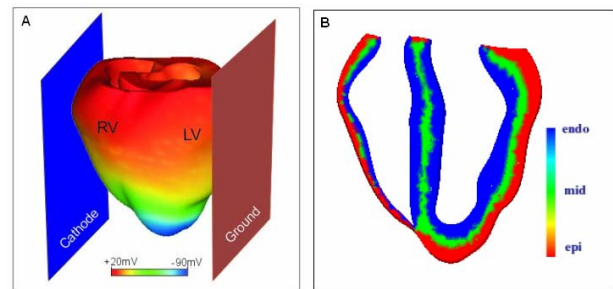 A
RV
LV
Cathode
Ground
+20mV
-90mV
B
endo
mid
epi